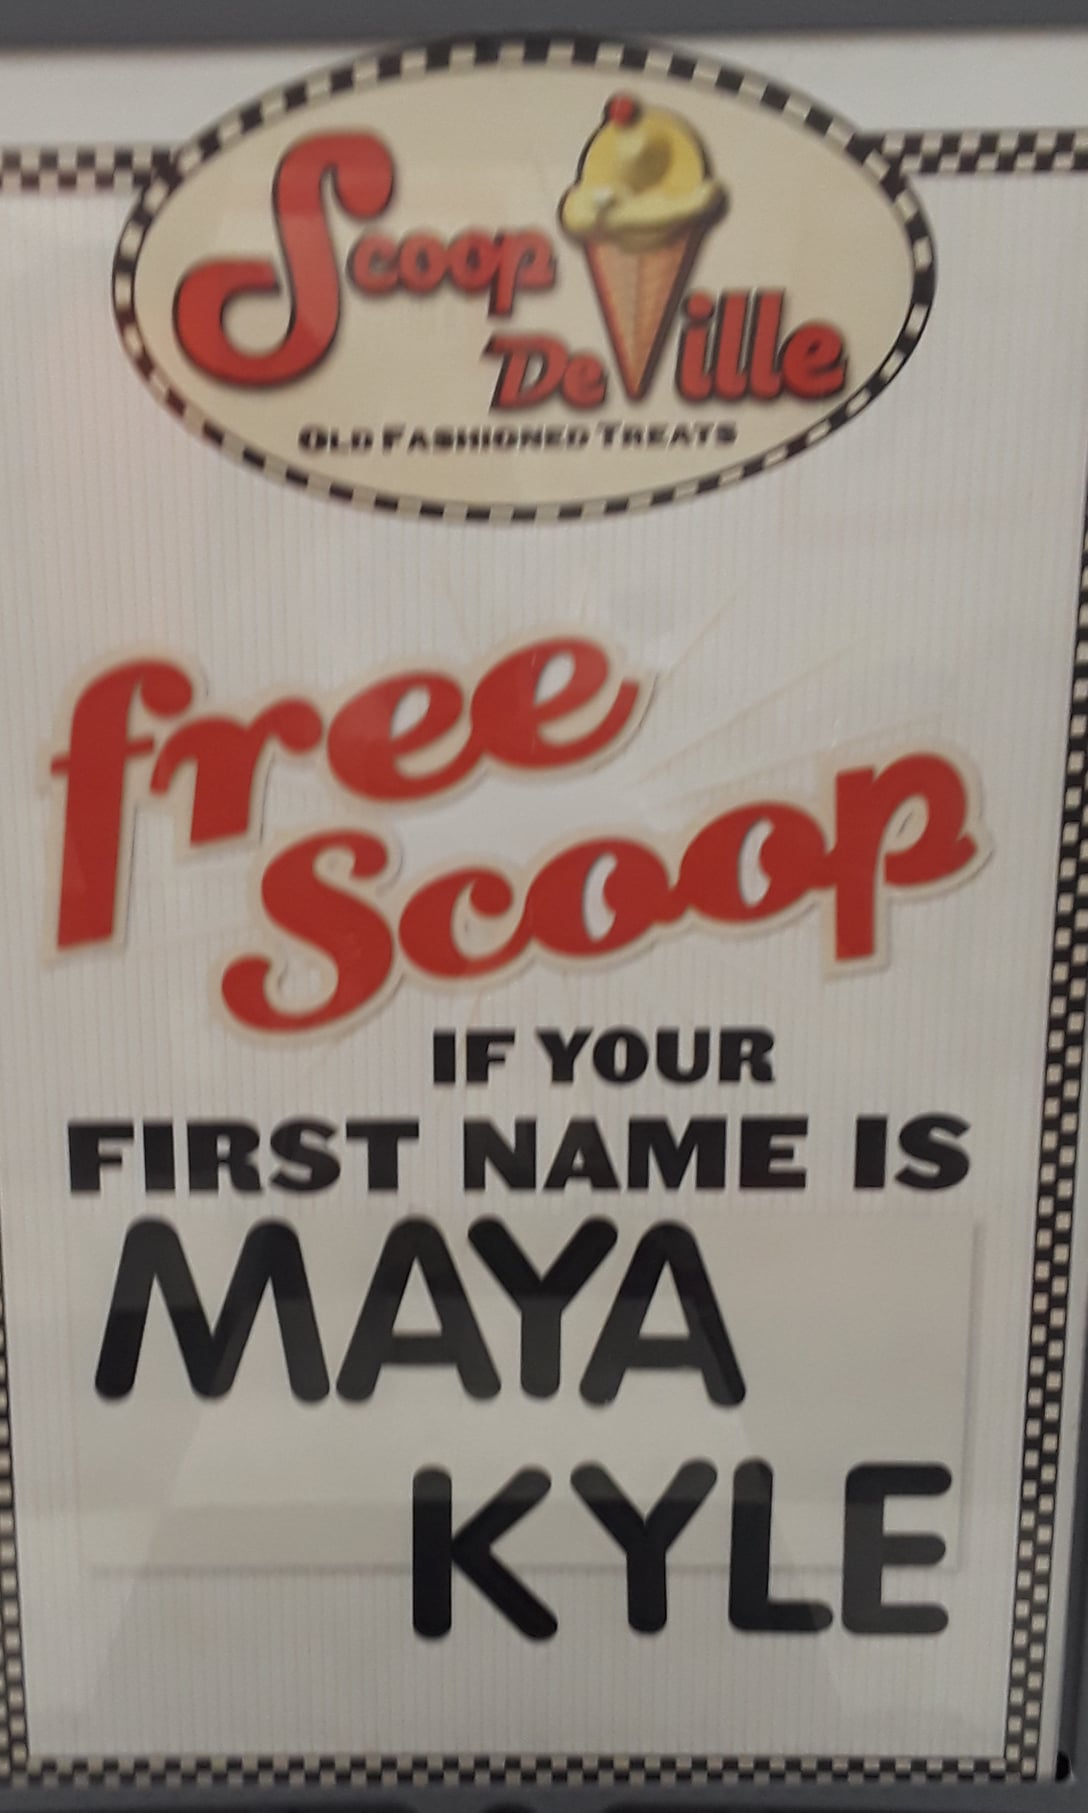 Scoop
DeVille
OLD FASHIONED TREATS
free
Scoop
IF YOUR
FIRST NAME IS
MAYA
KYLE